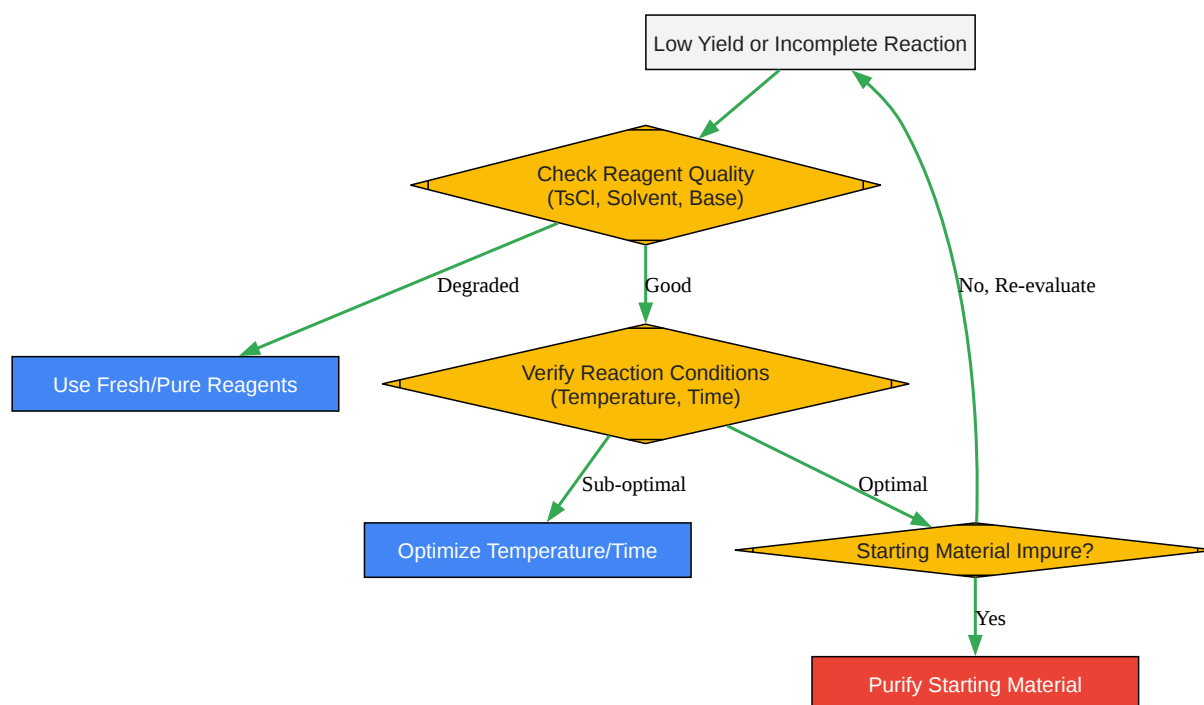 Low Yield or Incomplete Reaction
Check Reagent Quality
(TsCl, Solvent, Base)
Degraded
Good
No, Re-evaluate
Use Fresh/Pure Reagents
Verify Reaction Conditions
(Temperature, Time)
Sub-optimal
Optimal
Optimize Temperature/Time
Starting Material Impure?
Yes
Purify Starting Material